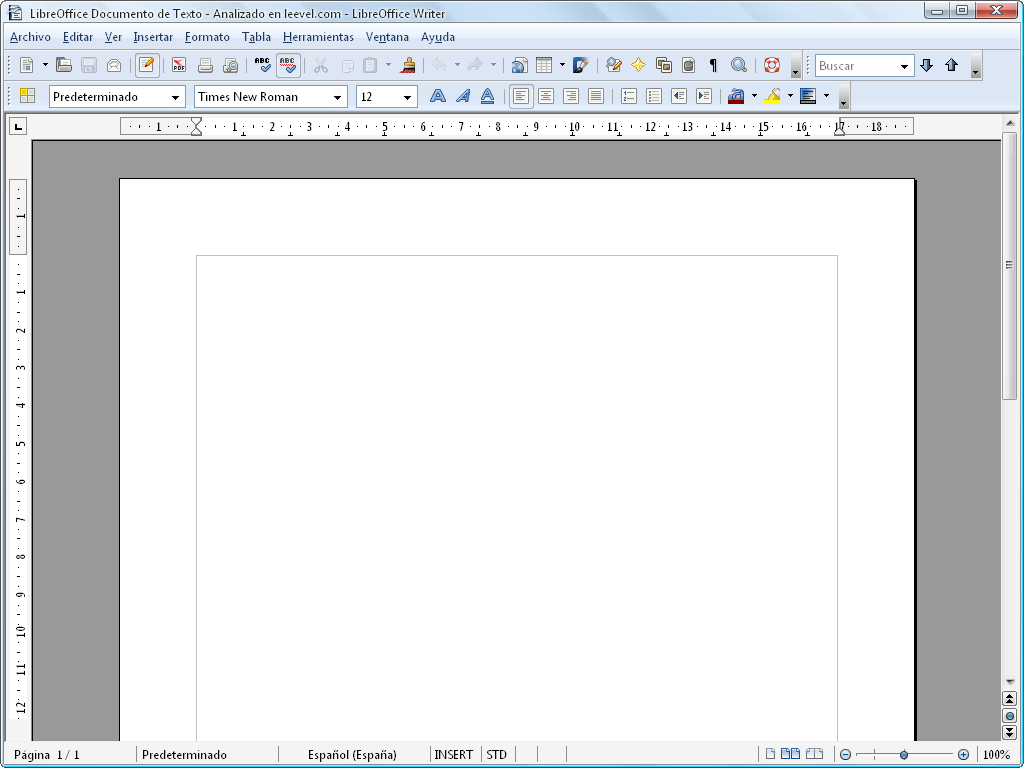 LibreOffice Documento de Texto - Analizado en leevel.com - LibreOffice Writer
Archivo Editar Ver Insertar Formato Tabla Herramientas Ventana Ayuda
PDF ABC ABC ¶ Buscar
Predeterminado Times New Roman 12 A A A
L 1 1 2 3 4 5 6 7 8 9 10 11 12 13 14 15 16 17 18
1
1
2
3
4
5
6
7
8
9
10
11
12
Página 1 / 1 Predeterminado Español (España) INSERT STD 100%